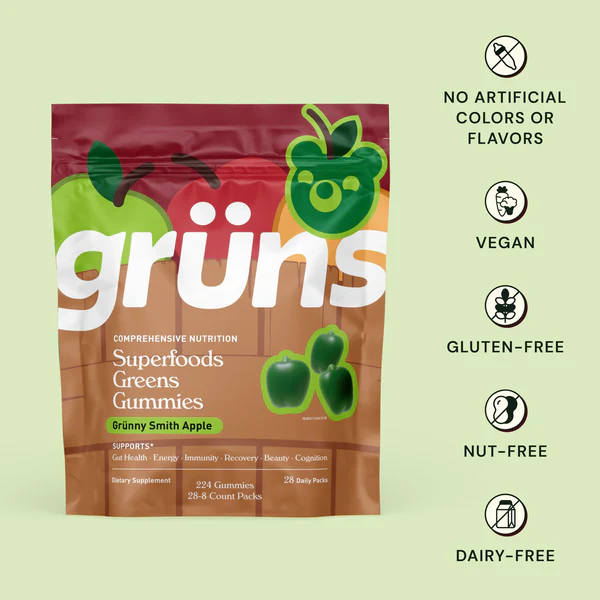 grüns
COMPREHENSIVE NUTRITION
Superfoods
Greens
Gummies
Grünny Smith Apple
SUPPORTS*
Gut Health · Energy · Immunity · Recovery · Beauty · Cognition
Dietary Supplement
224 Gummies
28-8 Count Packs
28 Daily Packs
NO ARTIFICIAL
COLORS OR
FLAVORS
VEGAN
GLUTEN-FREE
NUT-FREE
DAIRY-FREE